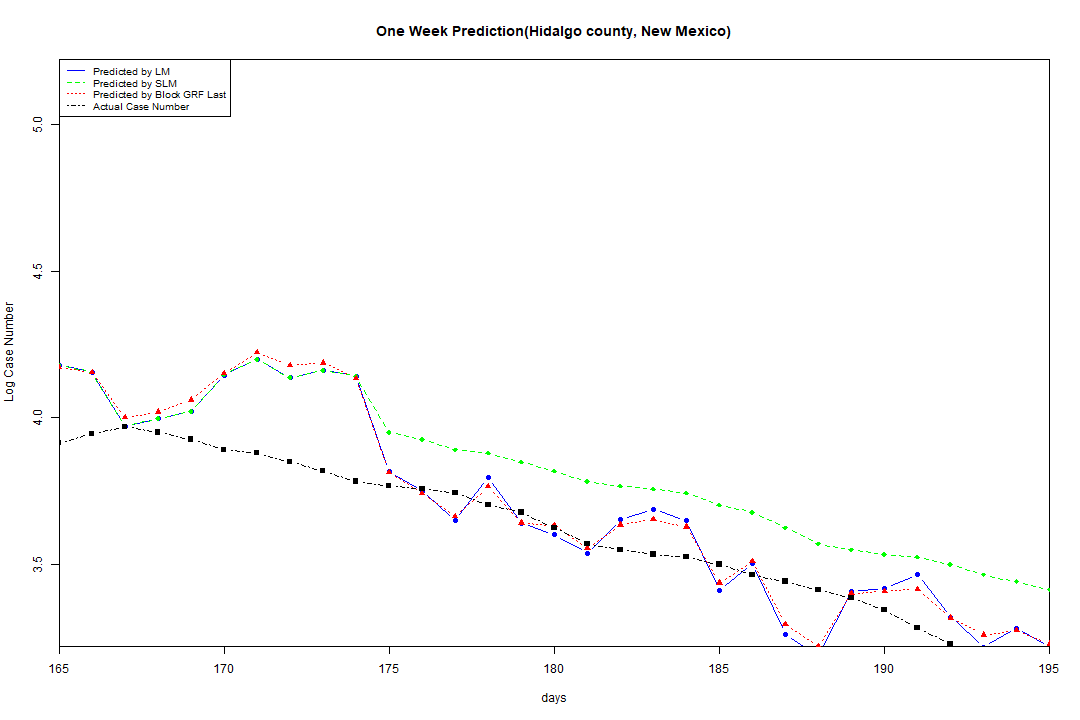 One Week Prediction(Hidalgo county, New Mexico)
Predicted by LM
Predicted by SLM
Predicted by Block GRF Last
Actual Case Number
5.0
4.5
4.0
3.5
Log Case Number
165 170 175 180 185 190 195
days